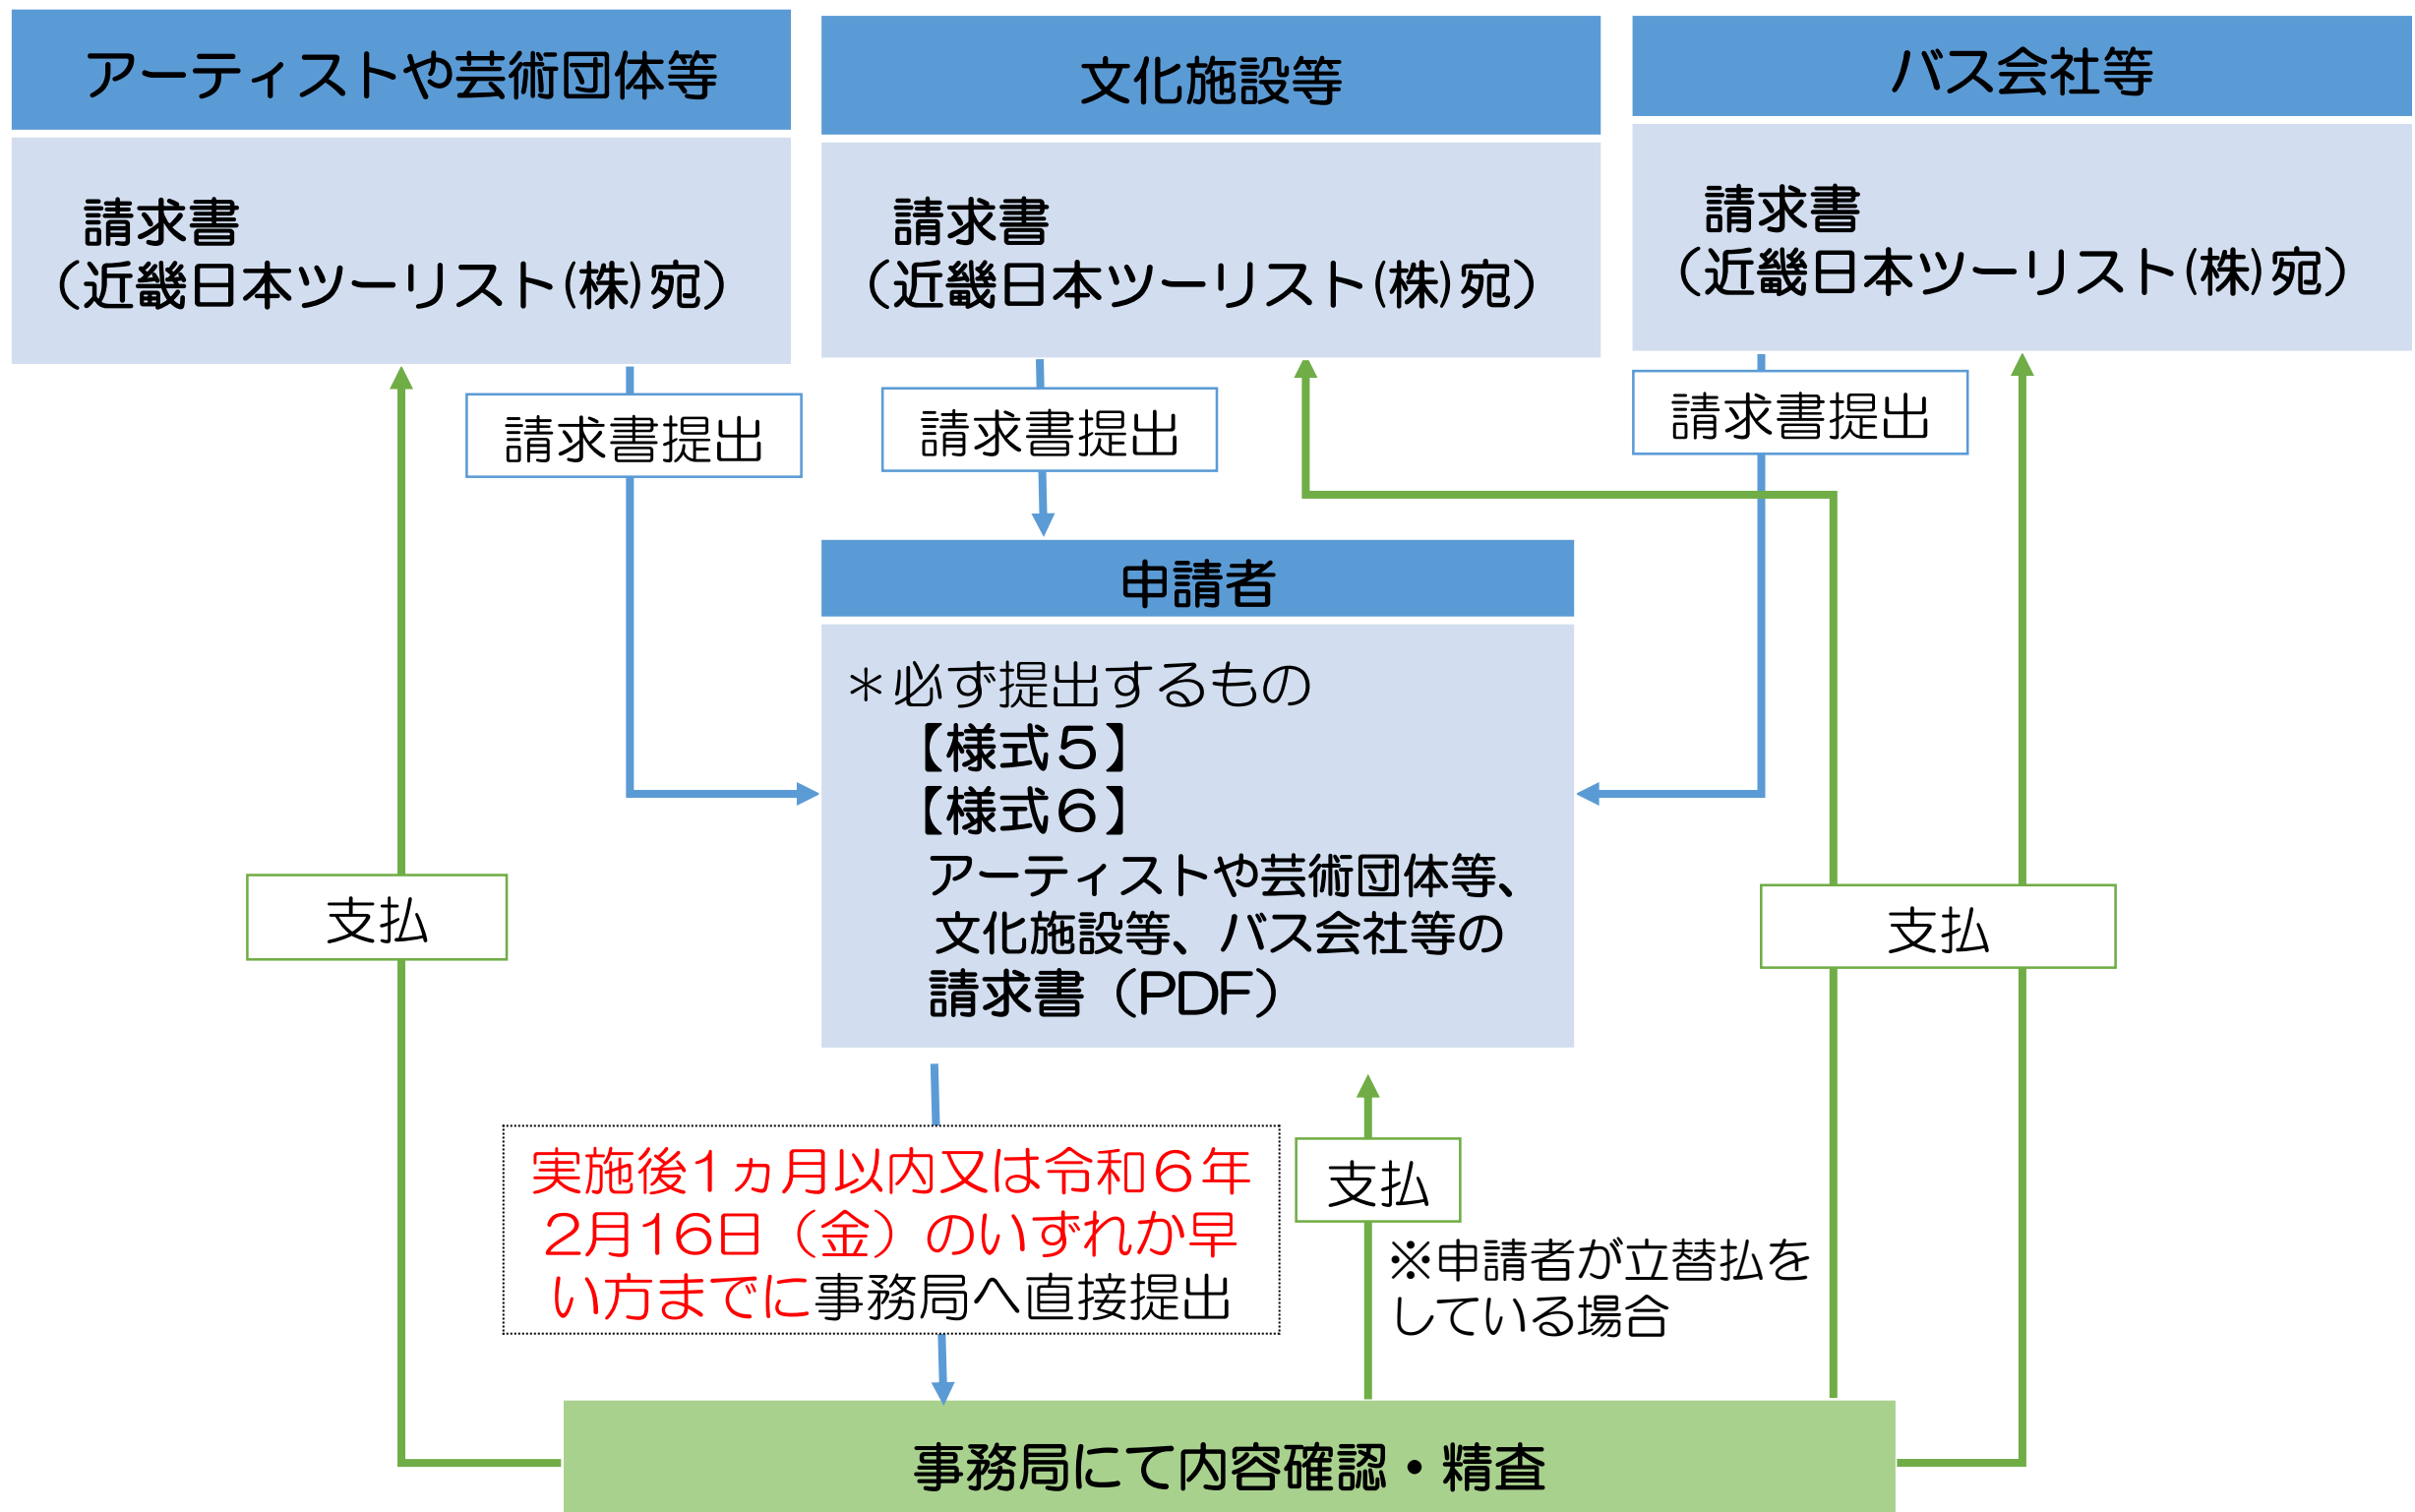 アーティストや芸術団体等
請求書
(近畿日本ツーリスト(株)宛)
文化施設等
請求書
(近畿日本ツーリスト(株)宛)
バス会社等
請求書
(近畿日本ツーリスト(株)宛)
請求書提出
請求書提出
請求書提出
申請者
＊必ず提出するもの
【様式５】
【様式６】
アーティストや芸術団体等、
文化施設等、バス会社等の
請求書（PDF）
支払
支払
実施後１ヵ月以内又は令和６年
２月16日（金）のいずれか早
い方までに事務局へ直接提出
支払
※申請者が立替払を
している場合
事務局にて内容確認・精査